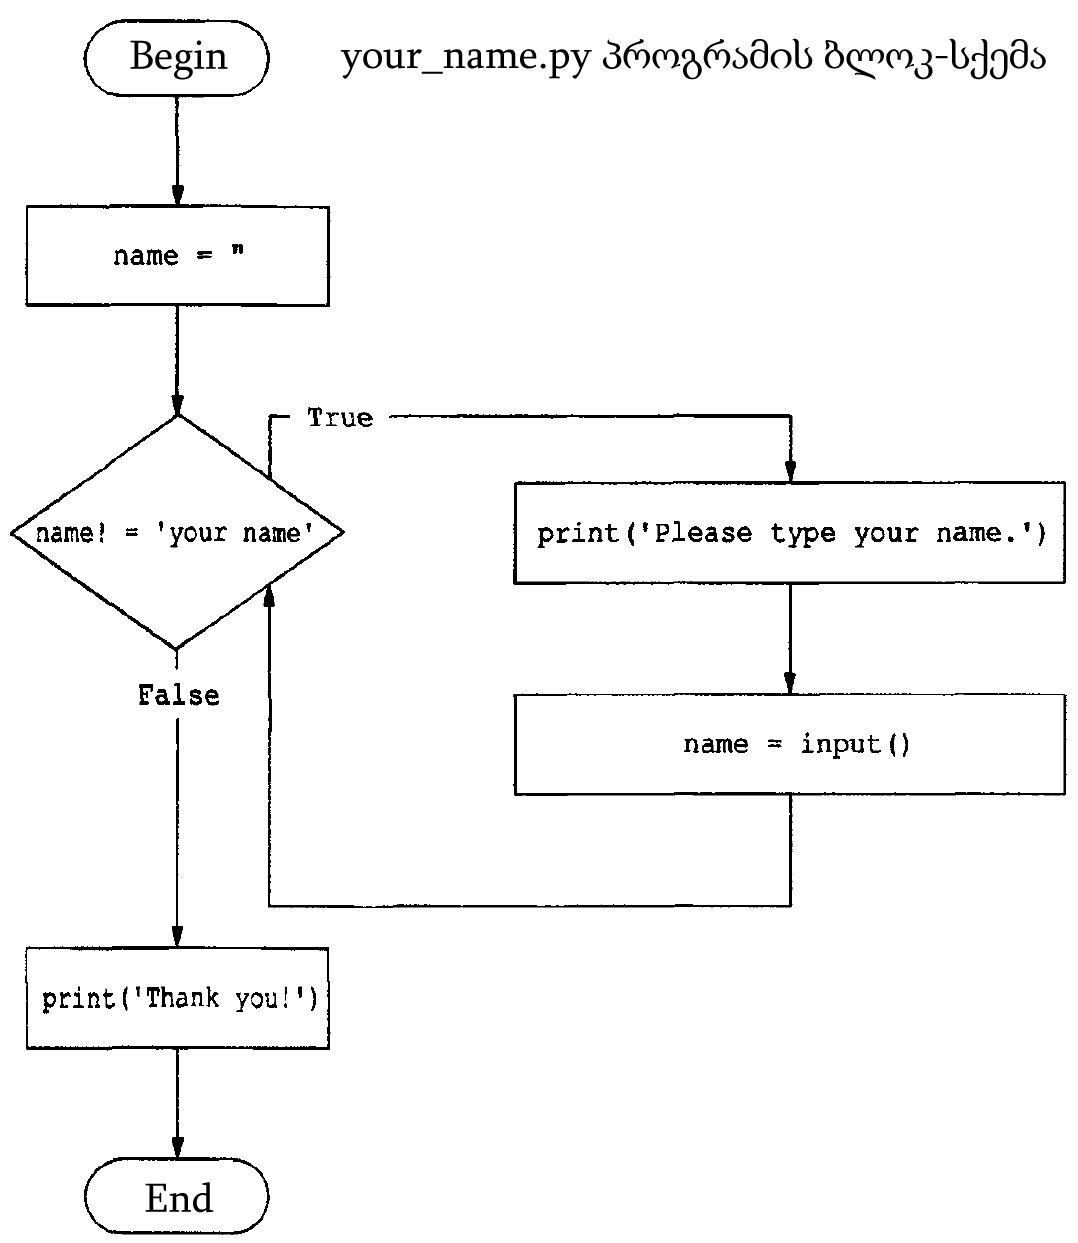 Begin
your_name.py პროგრამის ბლოკ-სქემა
name = "
True
name! = 'your name'
print('Please type your name.')
False
name = input()
print('Thank you!')
End